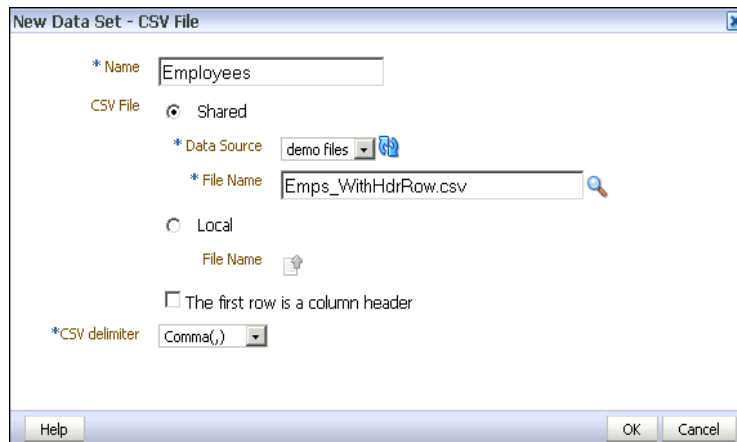 New Data Set - CSV File
* Name Employees
CSV File Shared
* Data Source demo files
* File Name Emps_WithHdrRow.csv
Local
File Name
The first row is a column header
*CSV delimiter Comma(,)
Help OK Cancel